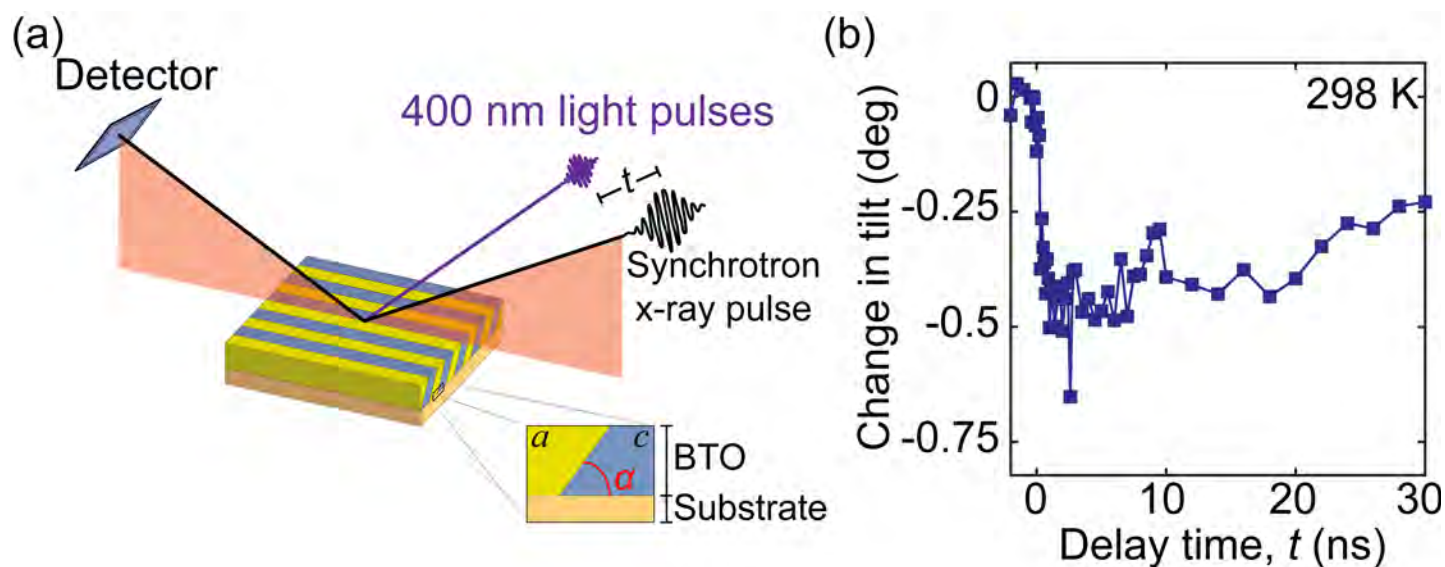 (a)
Detector
400 nm light pulses
t
Synchrotron
x-ray pulse
a
c
α
BTO
Substrate
(b)
298 K
Change in tilt (deg)
0
-0.25
-0.5
-0.75
0
10
20
30
Delay time, t (ns)